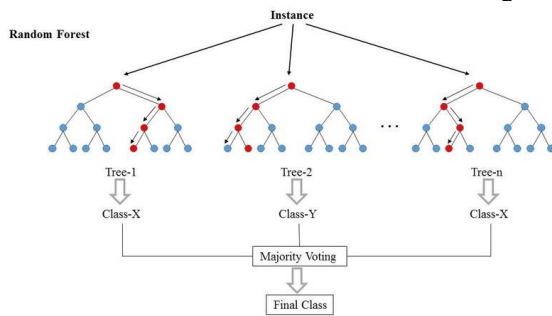 Instance
Random Forest
...
Tree-1 Tree-2 Tree-n
Class-X Class-Y Class-X
Majority Voting
Final Class